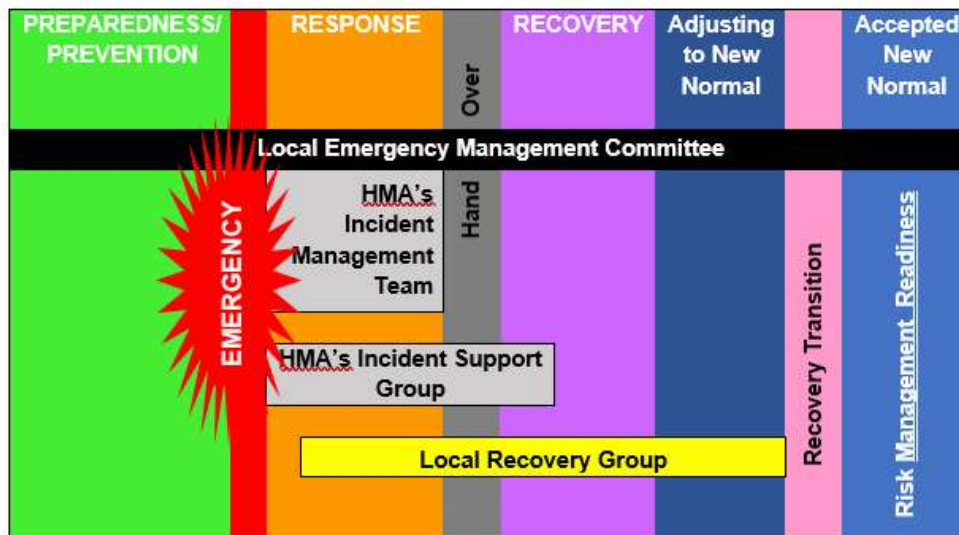 PREPAREDNESS/
PREVENTION
RESPONSE
RECOVERY
Adjusting
to New
Normal
Accepted
New
Normal
Hand Over
Local Emergency Management Committee
EMERGENCY
HMA's
Incident
Management
Team
HMA's Incident Support
Group
Local Recovery Group
Recovery Transition
Risk Management Readiness